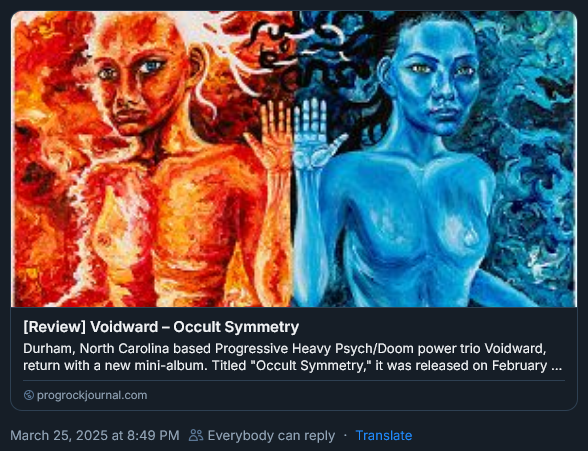 [Review] Voidward – Occult Symmetry
Durham, North Carolina based Progressive Heavy Psych/Doom power trio Voidward,
return with a new mini-album. Titled "Occult Symmetry," it was released on February ...
progrockjournal.com
March 25, 2025 at 8:49 PM Everybody can reply · Translate